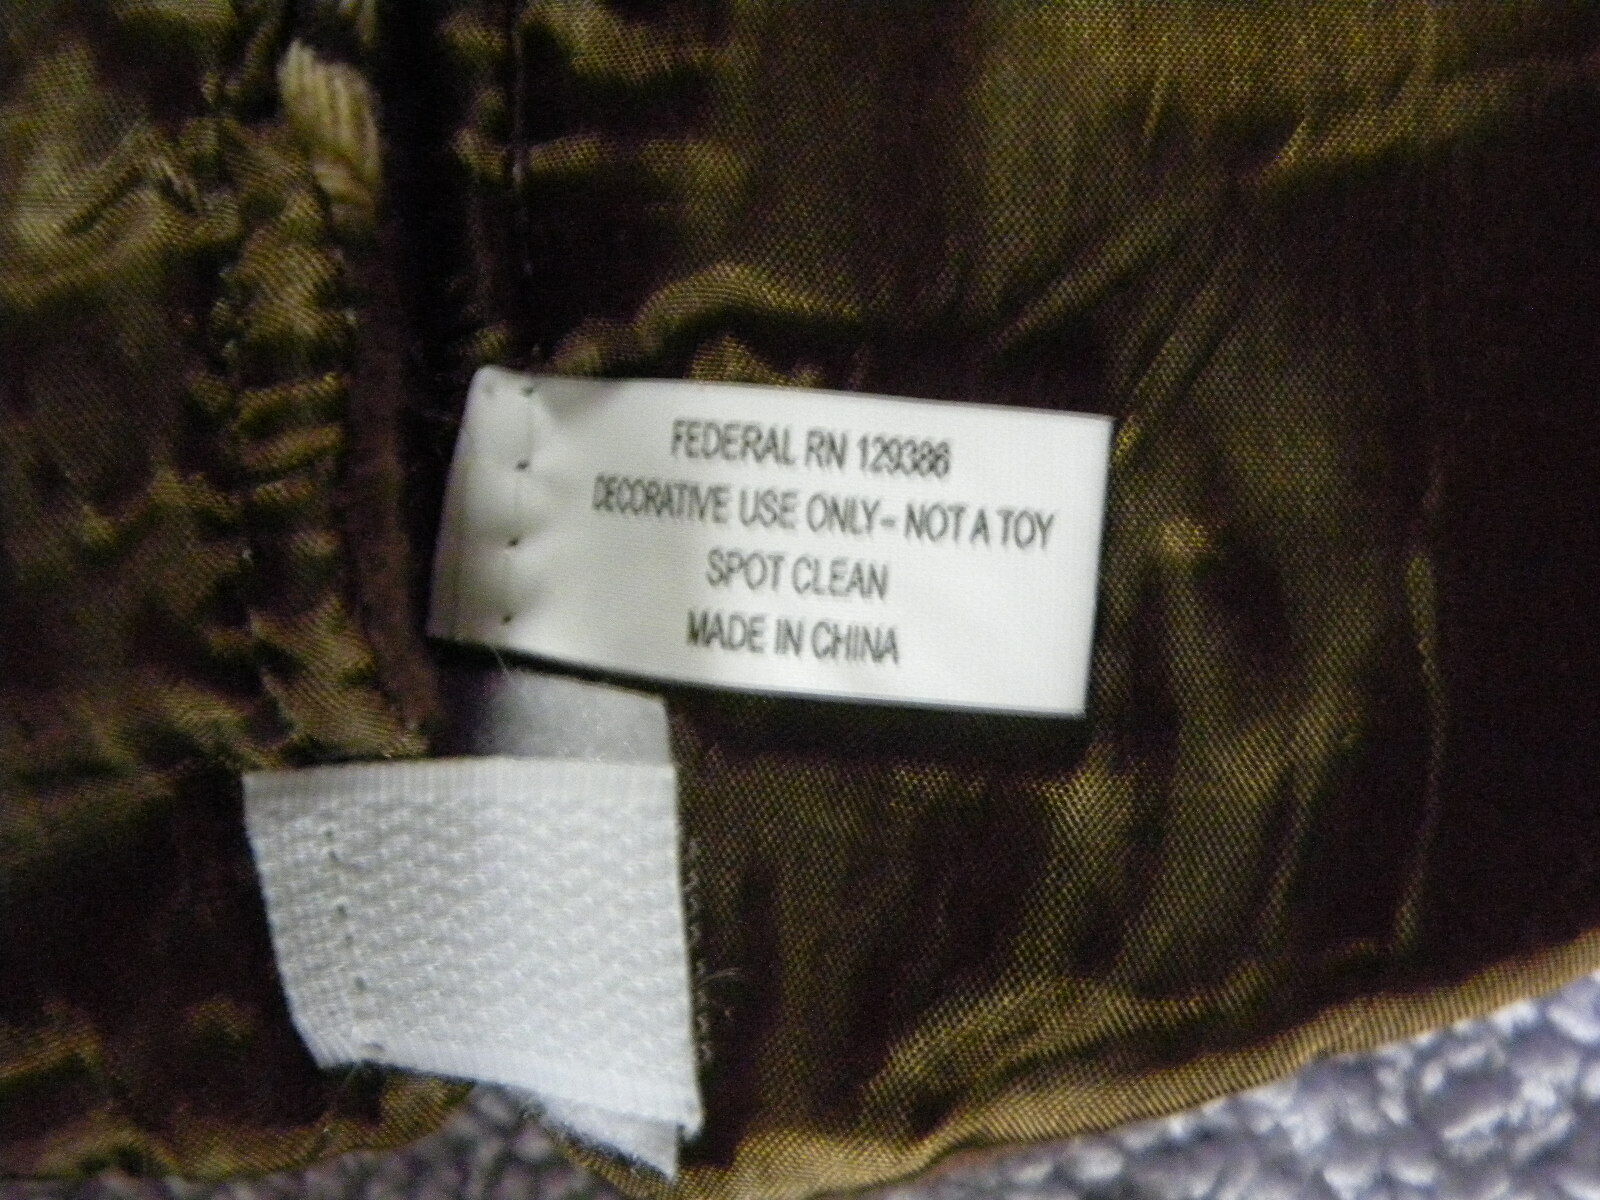 FEDERAL RN 129386
DECORATIVE USE ONLY- NOT A TOY
SPOT CLEAN
MADE IN CHINA